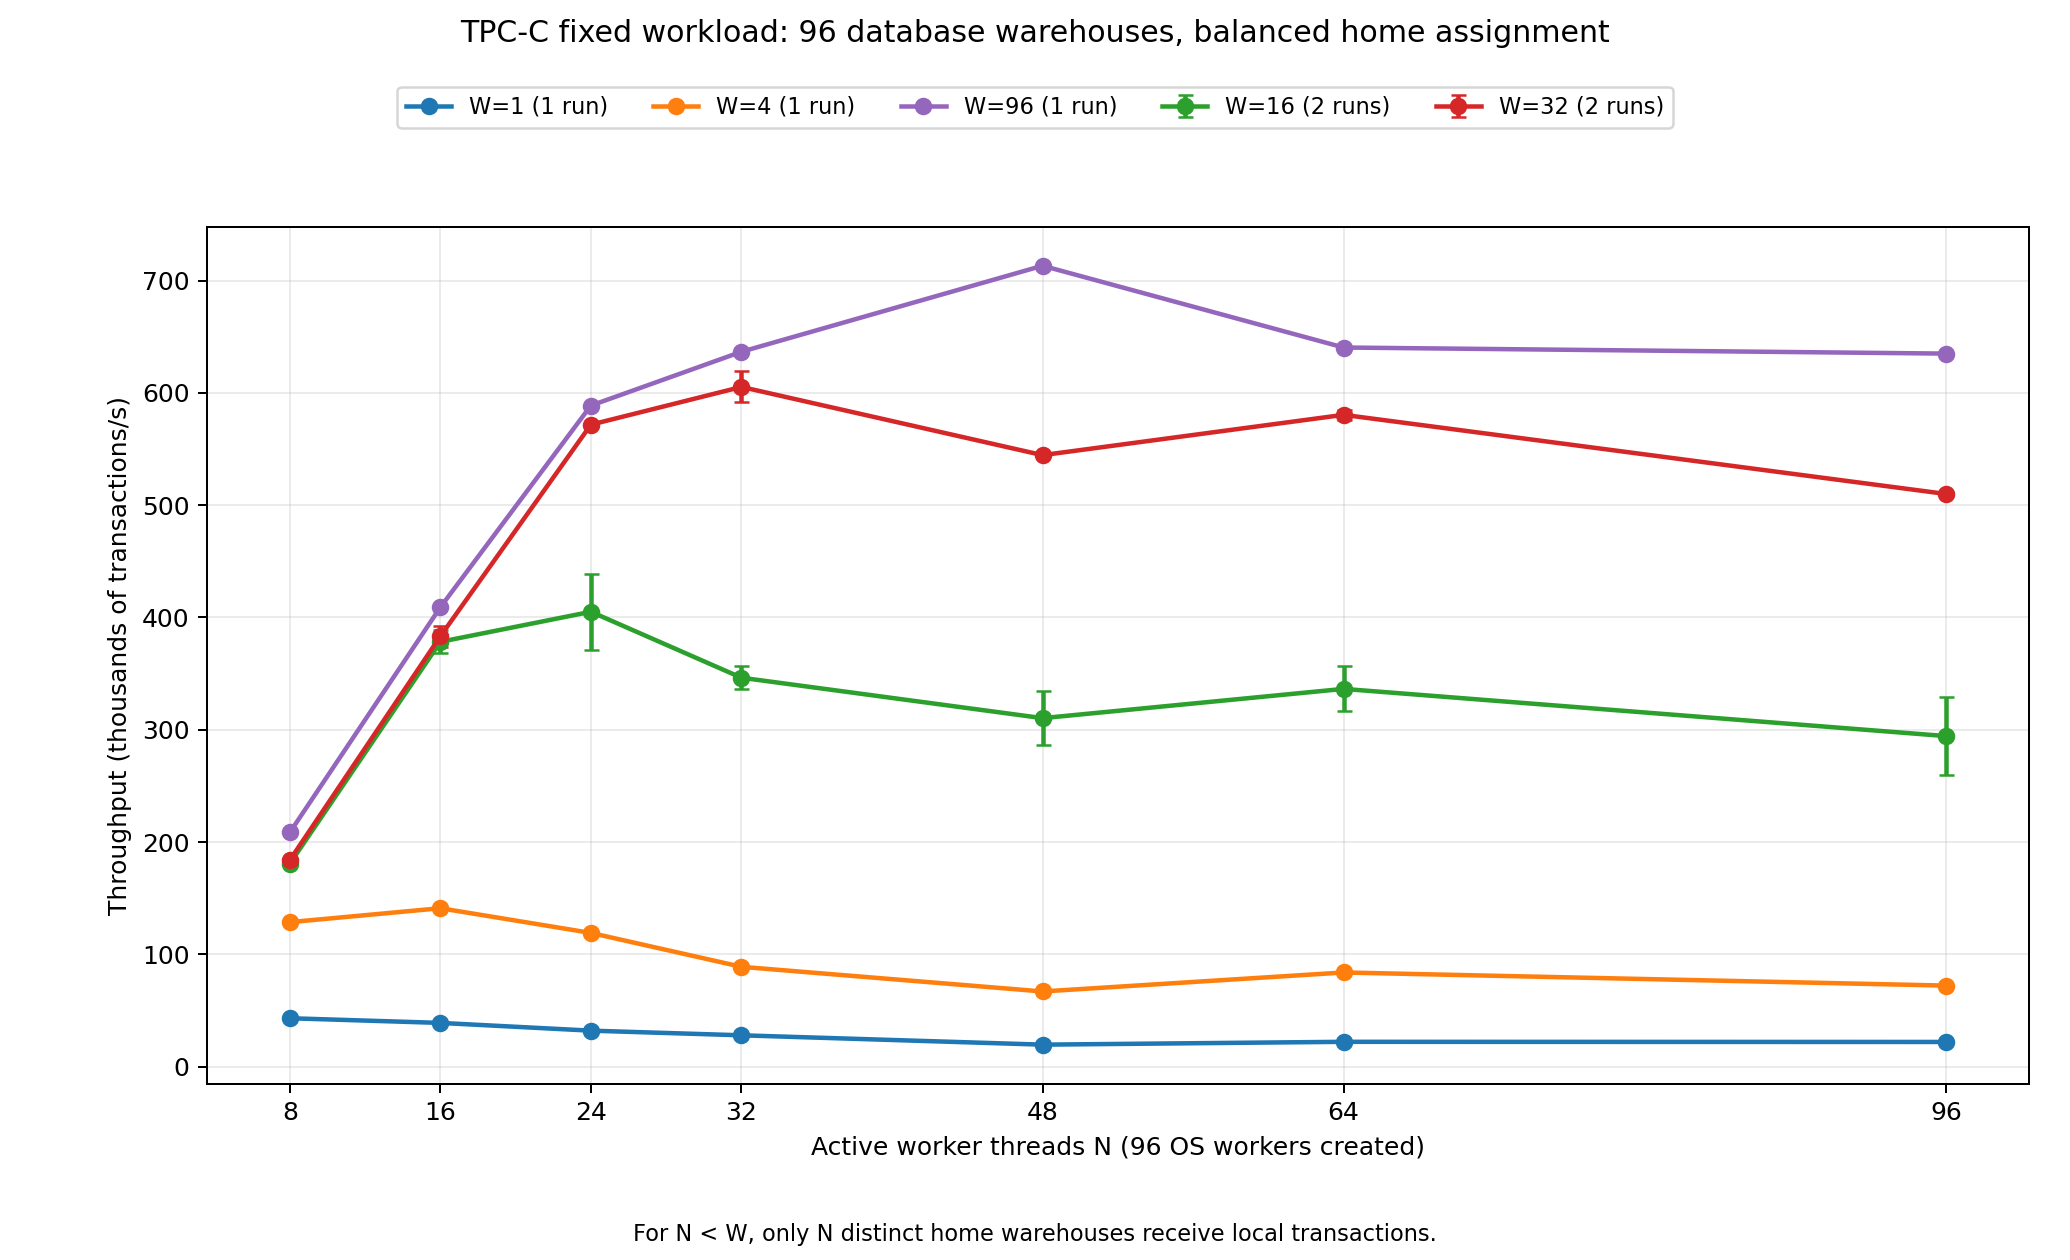 TPC-C fixed workload: 96 database warehouses, balanced home assignment
W=1 (1 run)
W=4 (1 run)
W=96 (1 run)
W=16 (2 runs)
W=32 (2 runs)
Throughput (thousands of transactions/s)
700
600
500
400
300
200
100
0
8
16
24
32
48
64
96
Active worker threads N (96 OS workers created)
For N < W, only N distinct home warehouses receive local transactions.